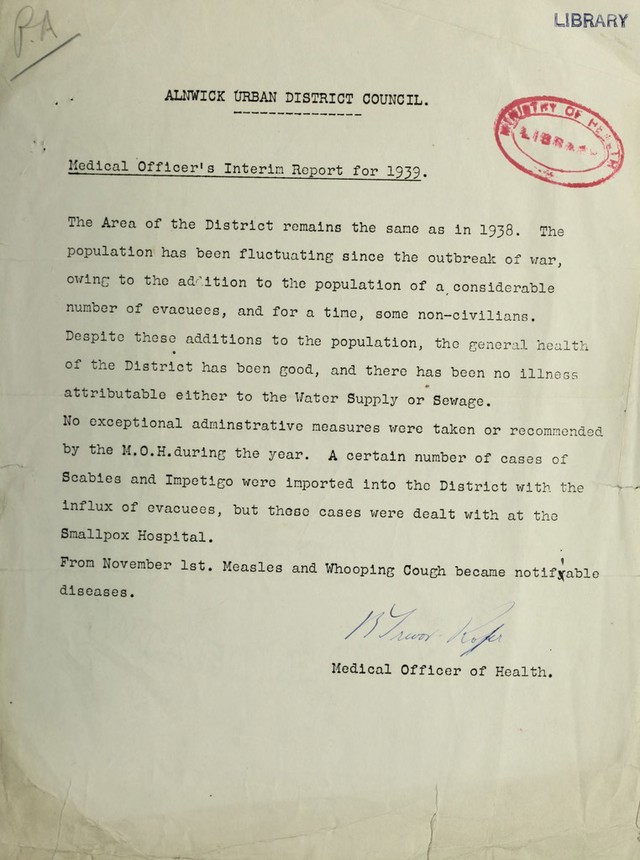 P.A
LIBRARY
ALNWICK URBAN DISTRICT COUNCIL.
MINISTRY OF HEALTH
LIBRARY
Medical Officer's Interim Report for 1939.
The Area of the District remains the same as in 1938. The
population has been fluctuating since the outbreak of war,
owing to the addition to the population of a considerable
number of evacuees, and for a time, some non-civilians.
Despite these additions to the population, the general health
of the District has been good, and there has been no illness
attributable either to the Water Supply or Sewage.
No exceptional adminstrative measures were taken or recommended
by the M.O.H.during the year. A certain number of cases of
Scabies and Impetigo were imported into the District with the
influx of evacuees, but these cases were dealt with at the
Smallpox Hospital.
From November 1st. Measles and Whooping Cough became notifiable
diseases.
Trevor
Medical Officer of Health.